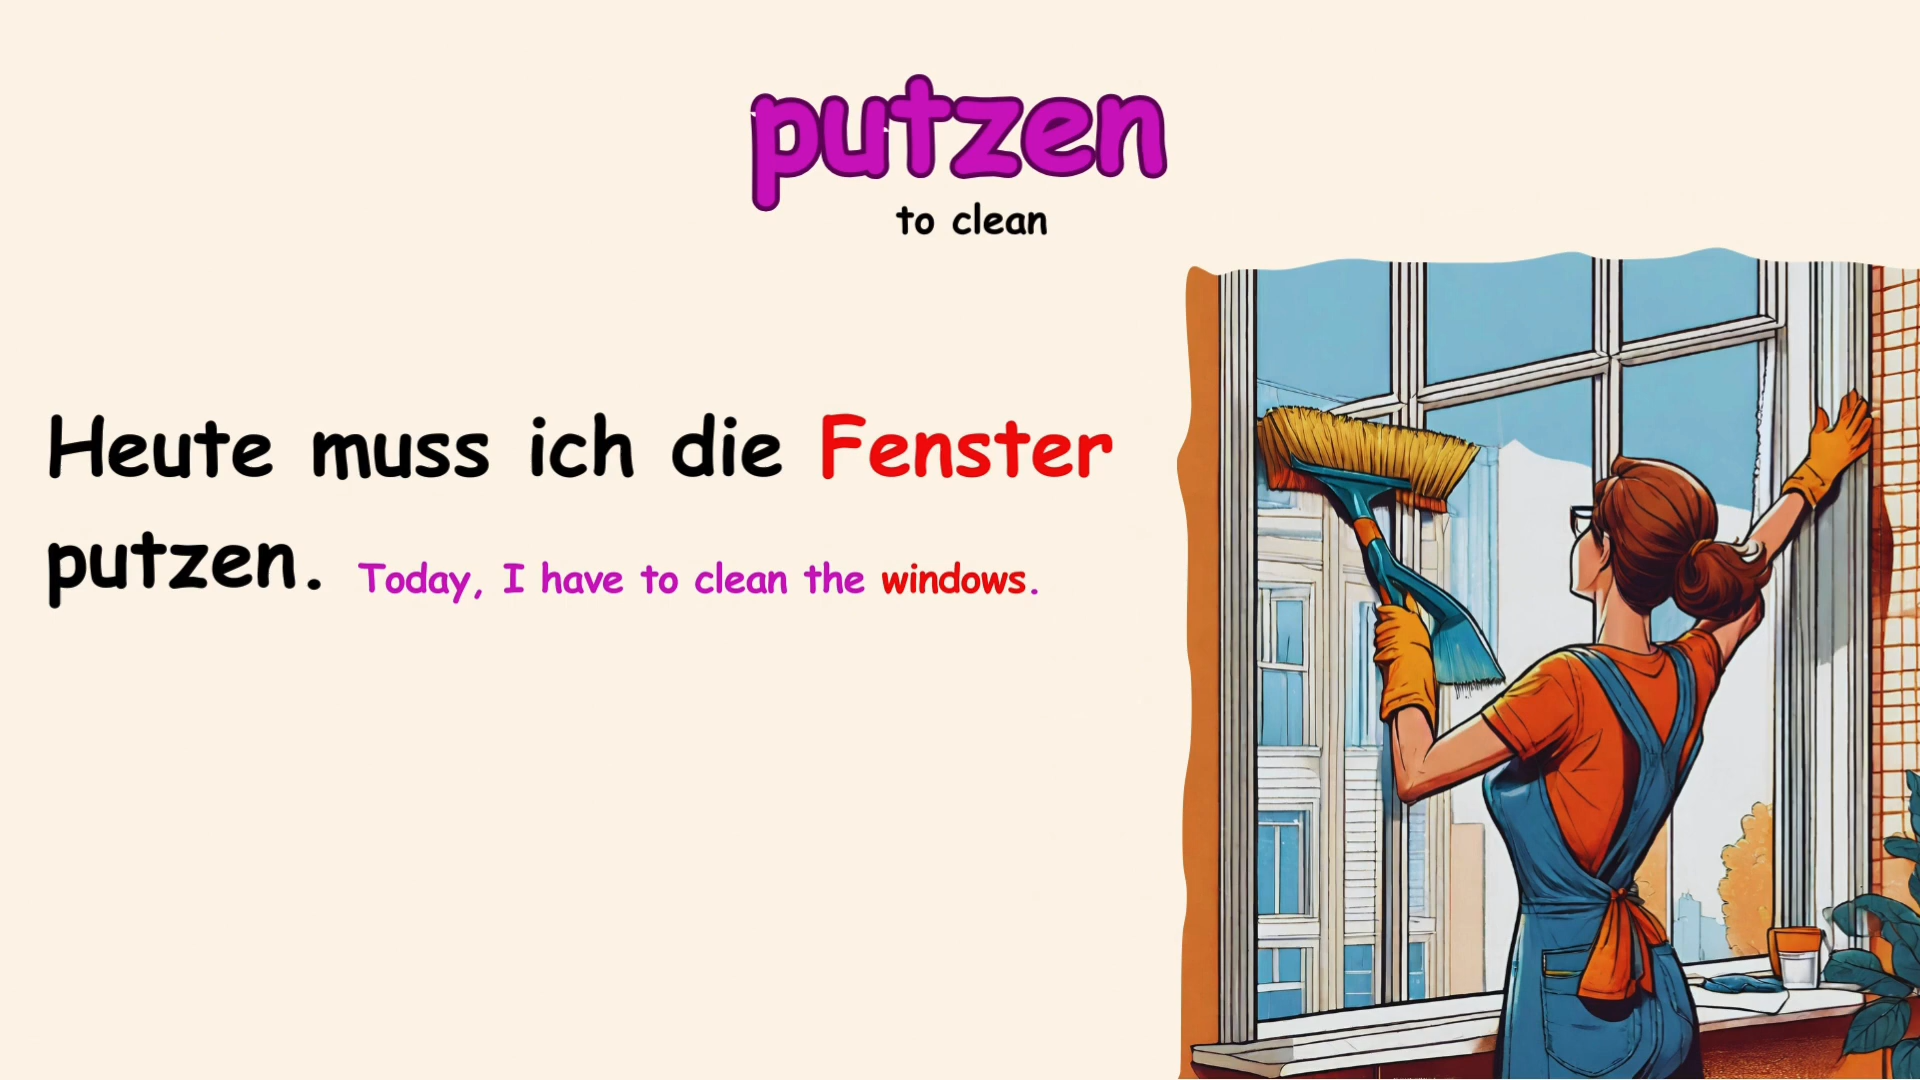 putzen
to clean
Heute muss ich die Fenster
putzen. Today, I have to clean the windows.